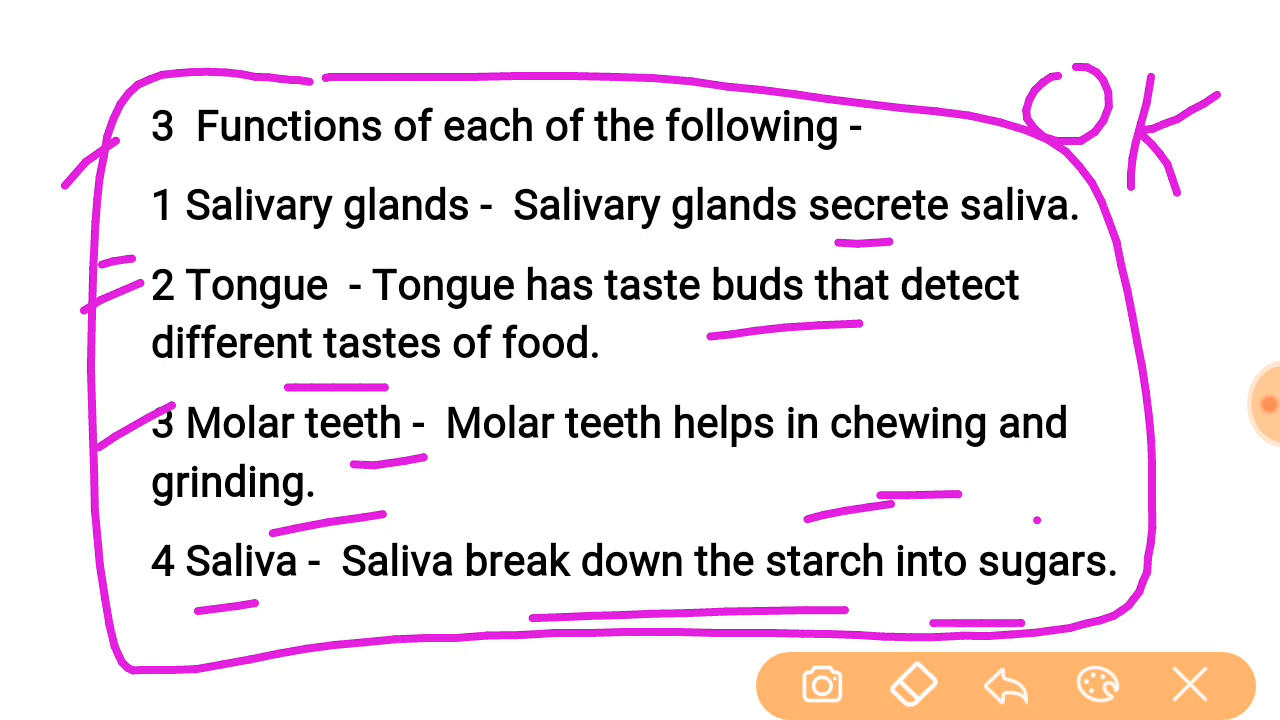 OK
3 Functions of each of the following -
1 Salivary glands - Salivary glands secrete saliva.
2 Tongue - Tongue has taste buds that detect
different tastes of food.
3 Molar teeth - Molar teeth helps in chewing and
grinding.
4 Saliva - Saliva break down the starch into sugars.